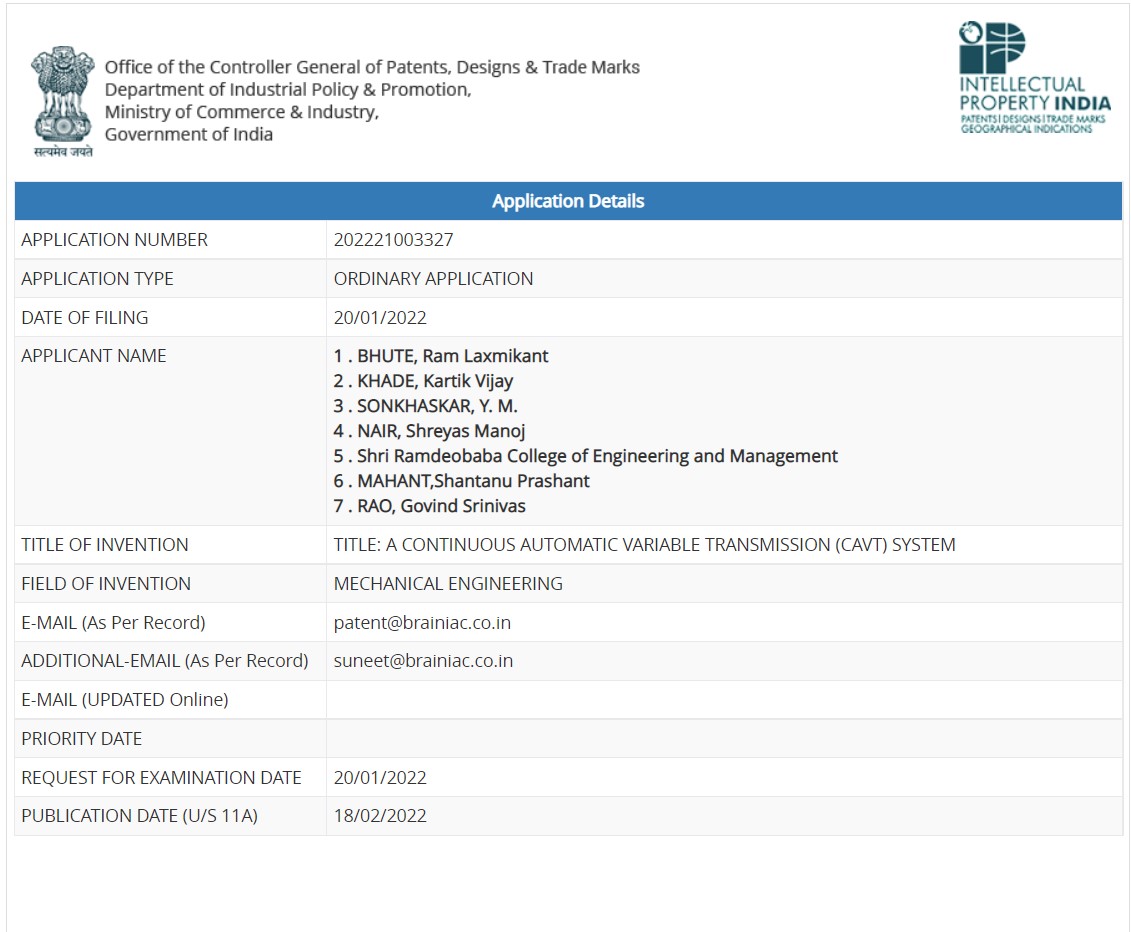 Office of the Controller General of Patents, Designs & Trade Marks
Department of Industrial Policy & Promotion,
Ministry of Commerce & Industry,
Government of India
सत्यमेव जयते
INTELLECTUAL
PROPERTY INDIA
PATENTS | DESIGNS | TRADE MARKS
GEOGRAPHICAL INDICATIONS
Application Details
APPLICATION NUMBER 202221003327
APPLICATION TYPE ORDINARY APPLICATION
DATE OF FILING 20/01/2022
APPLICANT NAME 1 . BHUTE, Ram Laxmikant
2 . KHADE, Kartik Vijay
3 . SONKHASKAR, Y. M.
4 . NAIR, Shreyas Manoj
5 . Shri Ramdeobaba College of Engineering and Management
6 . MAHANT,Shantanu Prashant
7 . RAO, Govind Srinivas
TITLE OF INVENTION TITLE: A CONTINUOUS AUTOMATIC VARIABLE TRANSMISSION (CAVT) SYSTEM
FIELD OF INVENTION MECHANICAL ENGINEERING
E-MAIL (As Per Record) patent@brainiac.co.in
ADDITIONAL-EMAIL (As Per Record) suneet@brainiac.co.in
E-MAIL (UPDATED Online)
PRIORITY DATE
REQUEST FOR EXAMINATION DATE 20/01/2022
PUBLICATION DATE (U/S 11A) 18/02/2022